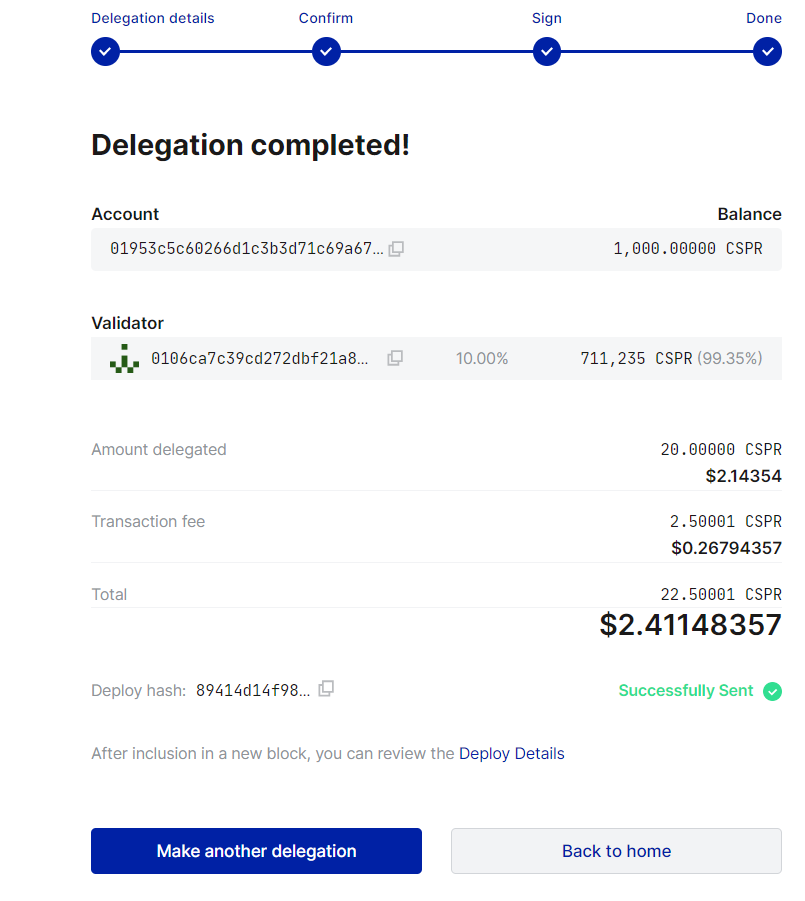 Delegation details Confirm Sign Done
Delegation completed!
Account Balance
01953c5c60266d1c3b3d71c69a67... 1,000.00000 CSPR
Validator
0106ca7c39cd272dbf21a8... 10.00% 711,235 CSPR (99.35%)
Amount delegated 20.00000 CSPR
$2.14354
Transaction fee 2.50001 CSPR
$0.26794357
Total 22.50001 CSPR
$2.41148357
Deploy hash: 89414d14f98... Successfully Sent
After inclusion in a new block, you can review the Deploy Details
Make another delegation Back to home